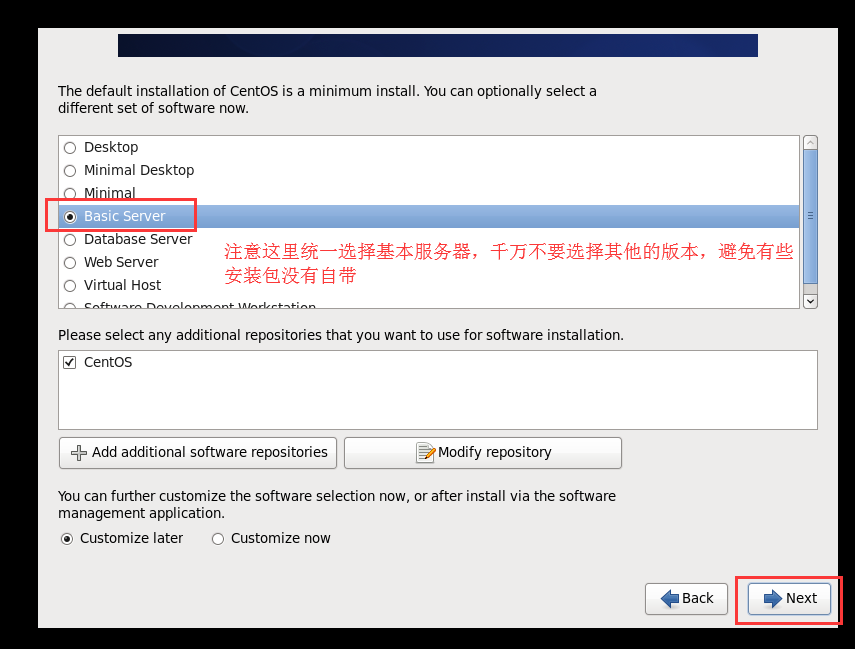 The default installation of CentOS is a minimum install. You can optionally select a
different set of software now.
Desktop
Minimal Desktop
Minimal
Basic Server
Database Server
Web Server
Virtual Host
Software Development Workstation
注意这里统一选择基本服务器，千万不要选择其他的版本，避免有些
安装包没有自带
Please select any additional repositories that you want to use for software installation.
CentOS
Add additional software repositories
Modify repository
You can further customize the software selection now, or after install via the software
management application.
Customize later
Customize now
Back
Next